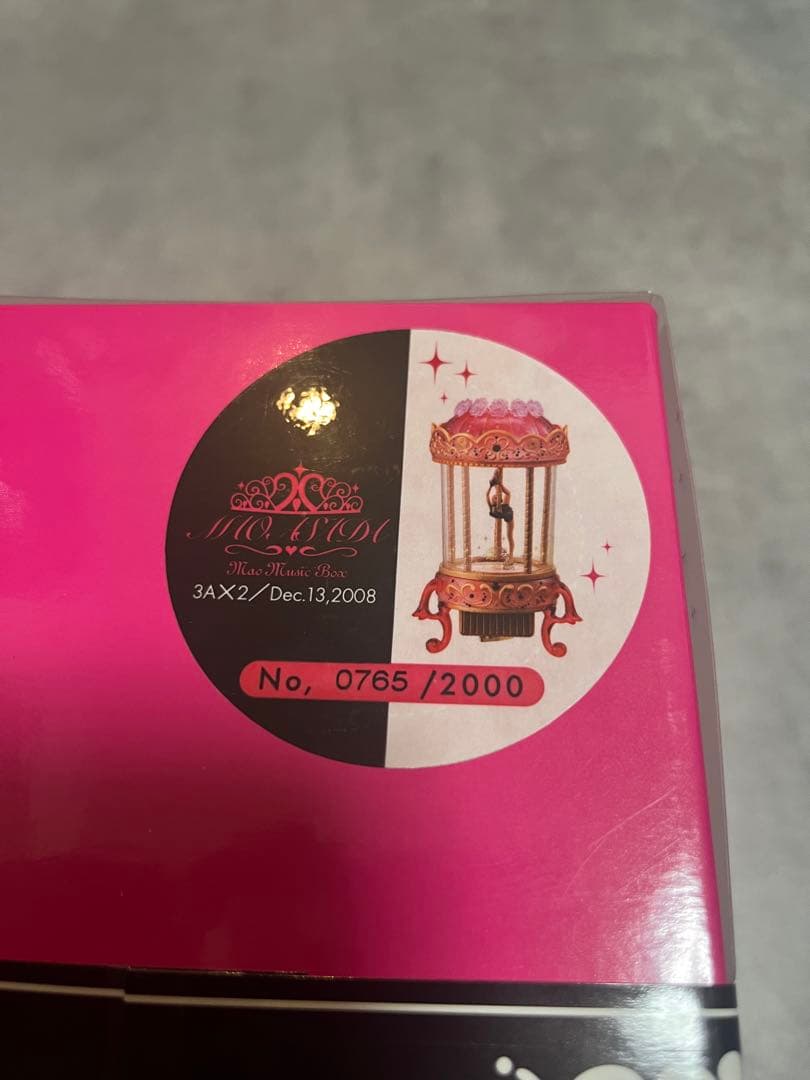 MAO ASADA
Mao Music Box
3A×2/Dec.13,2008
No, 0765 /2000